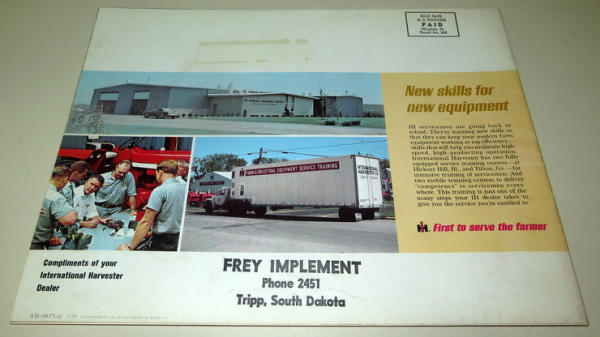 BULK RATE
U. S. POSTAGE
PAID
New skills for
new equipment
IH servicemen are going back to
school. They're training new skills so
that they can keep your modern farm
equipment working at top efficiency—
skills that will help you maintain high-
speed, high production operation.
International Harvester has two fully
equipped service training centers—at
Hickory Hill, Ill., and Tifton, Ga.—for
intensive training of servicemen. And
two mobile training centers to deliver
"competence" to servicemen every-
where. This training is just one of the
many steps your IH dealer takes to
give you the service you're entitled to.
FARM & INDUSTRIAL EQUIPMENT SERVICE TRAINING
INTERNATIONAL
HARVESTER
IH First to serve the farmer
Compliments of your
International Harvester
Dealer
FREY IMPLEMENT
Phone 2451
Tripp, South Dakota
AD-3477-U